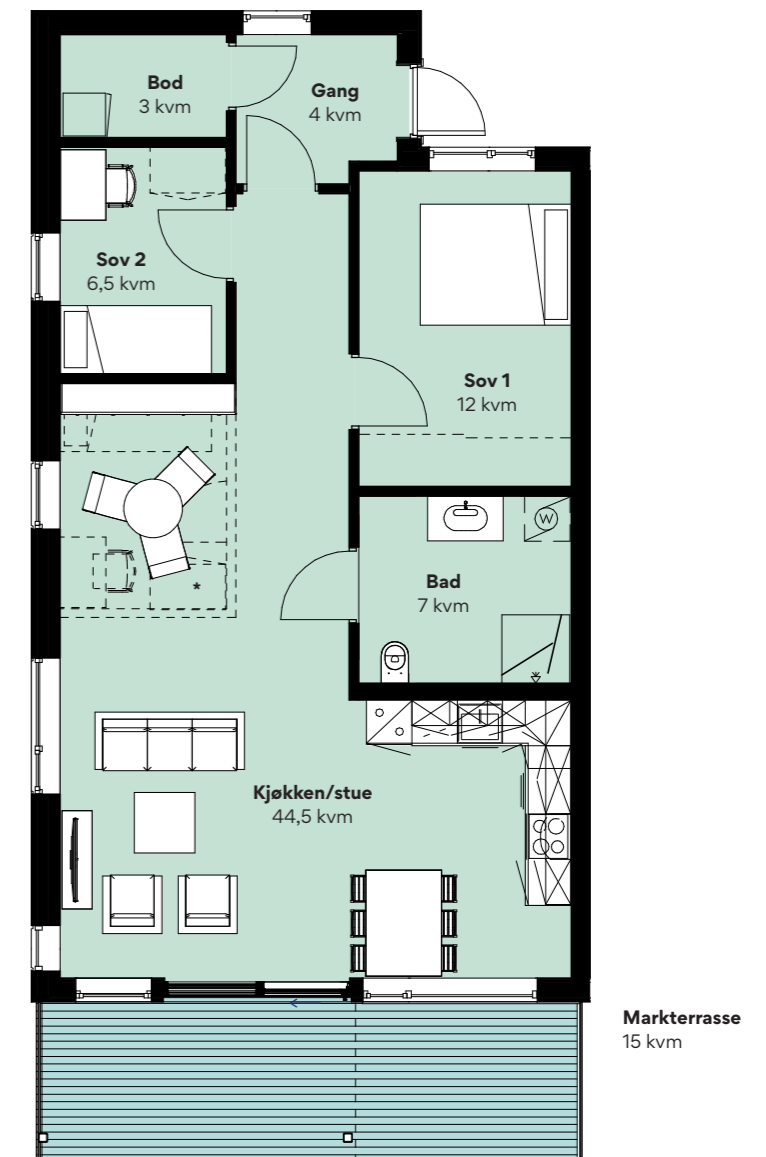 Bod
3 kvm
Gang
4 kvm
Sov 2
6,5 kvm
Sov 1
12 kvm
W
Bad
7 kvm
*
Kjøkken/stue
44,5 kvm
Markterrasse
15 kvm